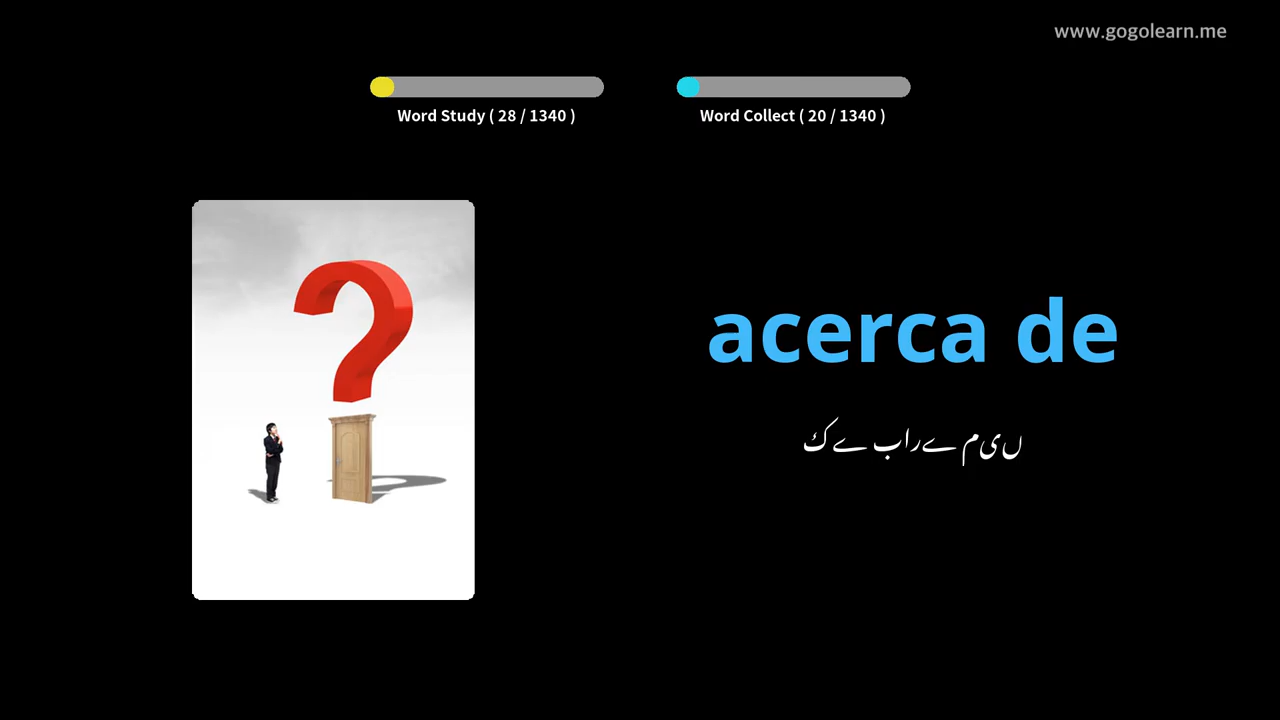 www.gogolearn.me
Word Study ( 28 / 1340 )
Word Collect ( 20 / 1340 )
acerca de
کے بارے میں